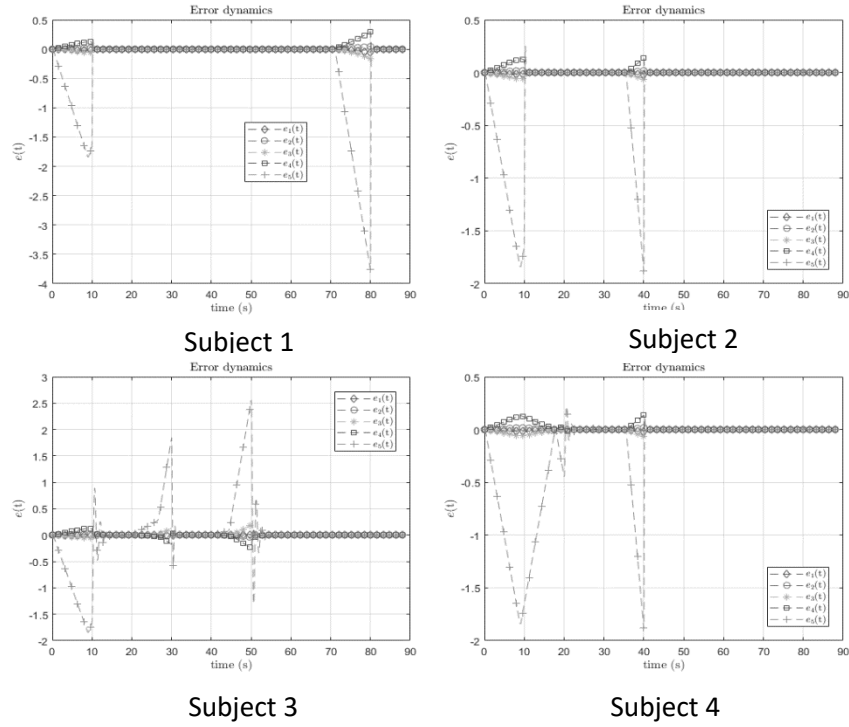 Error dynamics
0.5
0
-0.5
-1
-1.5
-2
-2.5
-3
-3.5
-4
e(t)
e₁(t)
e₂(t)
e₃(t)
e₄(t)
e₅(t)
0 10 20 30 40 50 60 70 80 90
time (s)
Subject 1
Error dynamics
0.5
0
-0.5
-1
-1.5
-2
e(t)
e₁(t)
e₂(t)
e₃(t)
e₄(t)
e₅(t)
0 10 20 30 40 50 60 70 80 90
time (s)
Subject 2
Error dynamics
3
2.5
2
1.5
1
0.5
0
-0.5
-1
-1.5
-2
e(t)
e₁(t)
e₂(t)
e₃(t)
e₄(t)
e₅(t)
0 10 20 30 40 50 60 70 80 90
time (s)
Subject 3
Error dynamics
0.5
0
-0.5
-1
-1.5
-2
e(t)
e₁(t)
e₂(t)
e₃(t)
e₄(t)
e₅(t)
0 10 20 30 40 50 60 70 80 90
time (s)
Subject 4